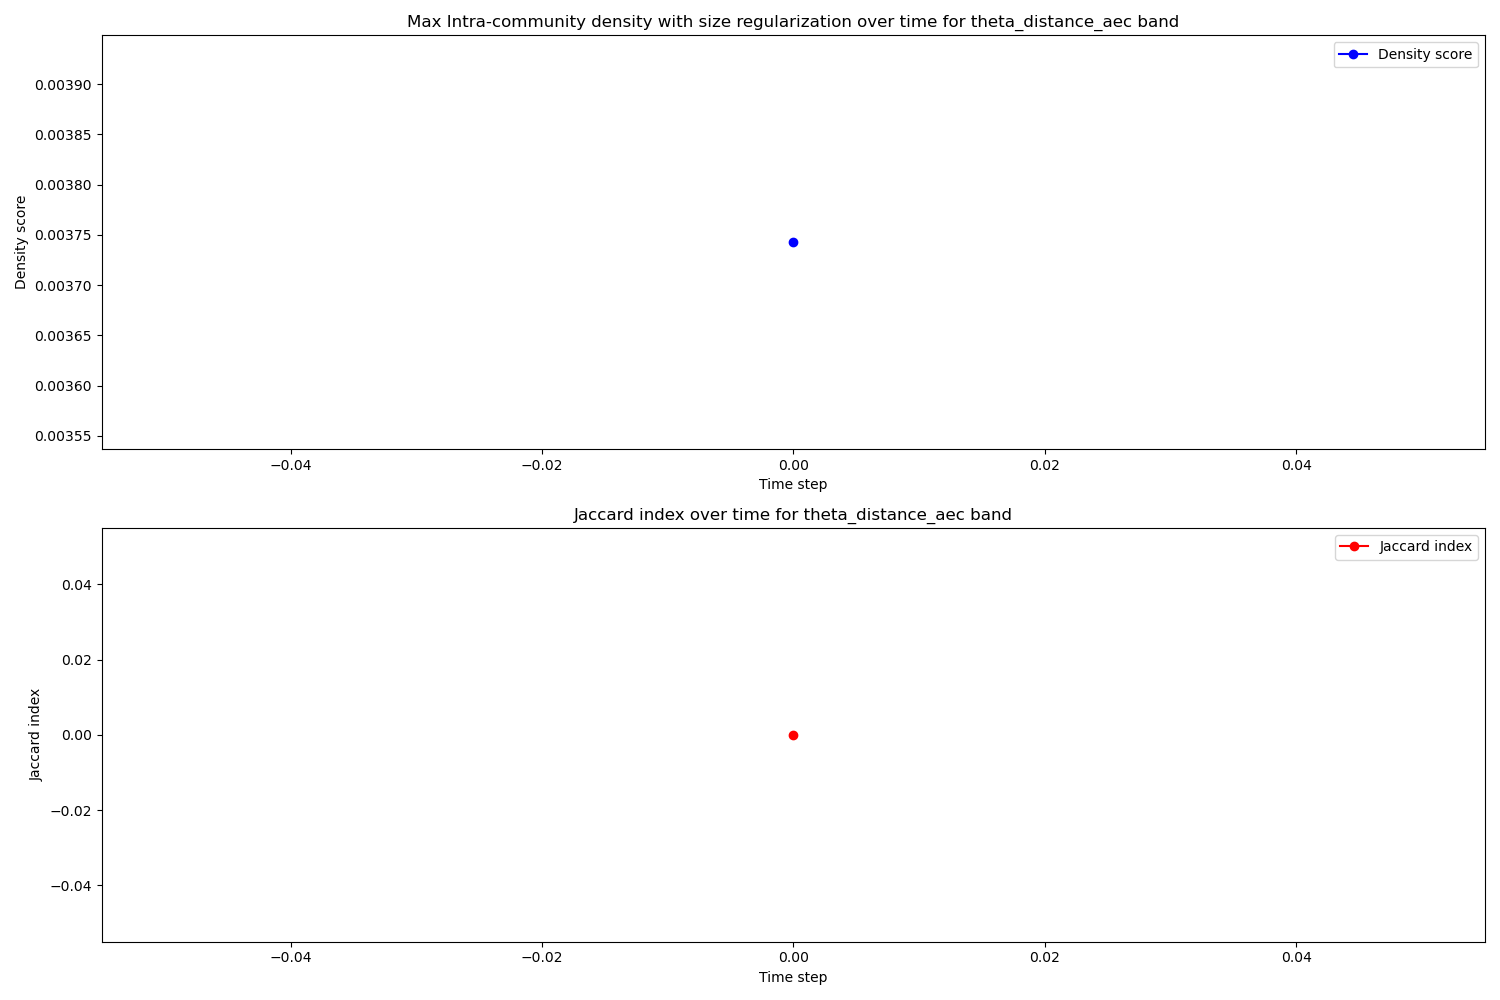 Max Intra-community density with size regularization over time for theta_distance_aec band
Density score
0.00390
0.00385
0.00380
0.00375
0.00370
0.00365
0.00360
0.00355
Density score
−0.04
−0.02
0.00
0.02
0.04
Time step
Jaccard index over time for theta_distance_aec band
Jaccard index
0.04
0.02
0.00
−0.02
−0.04
Jaccard index
−0.04
−0.02
0.00
0.02
0.04
Time step